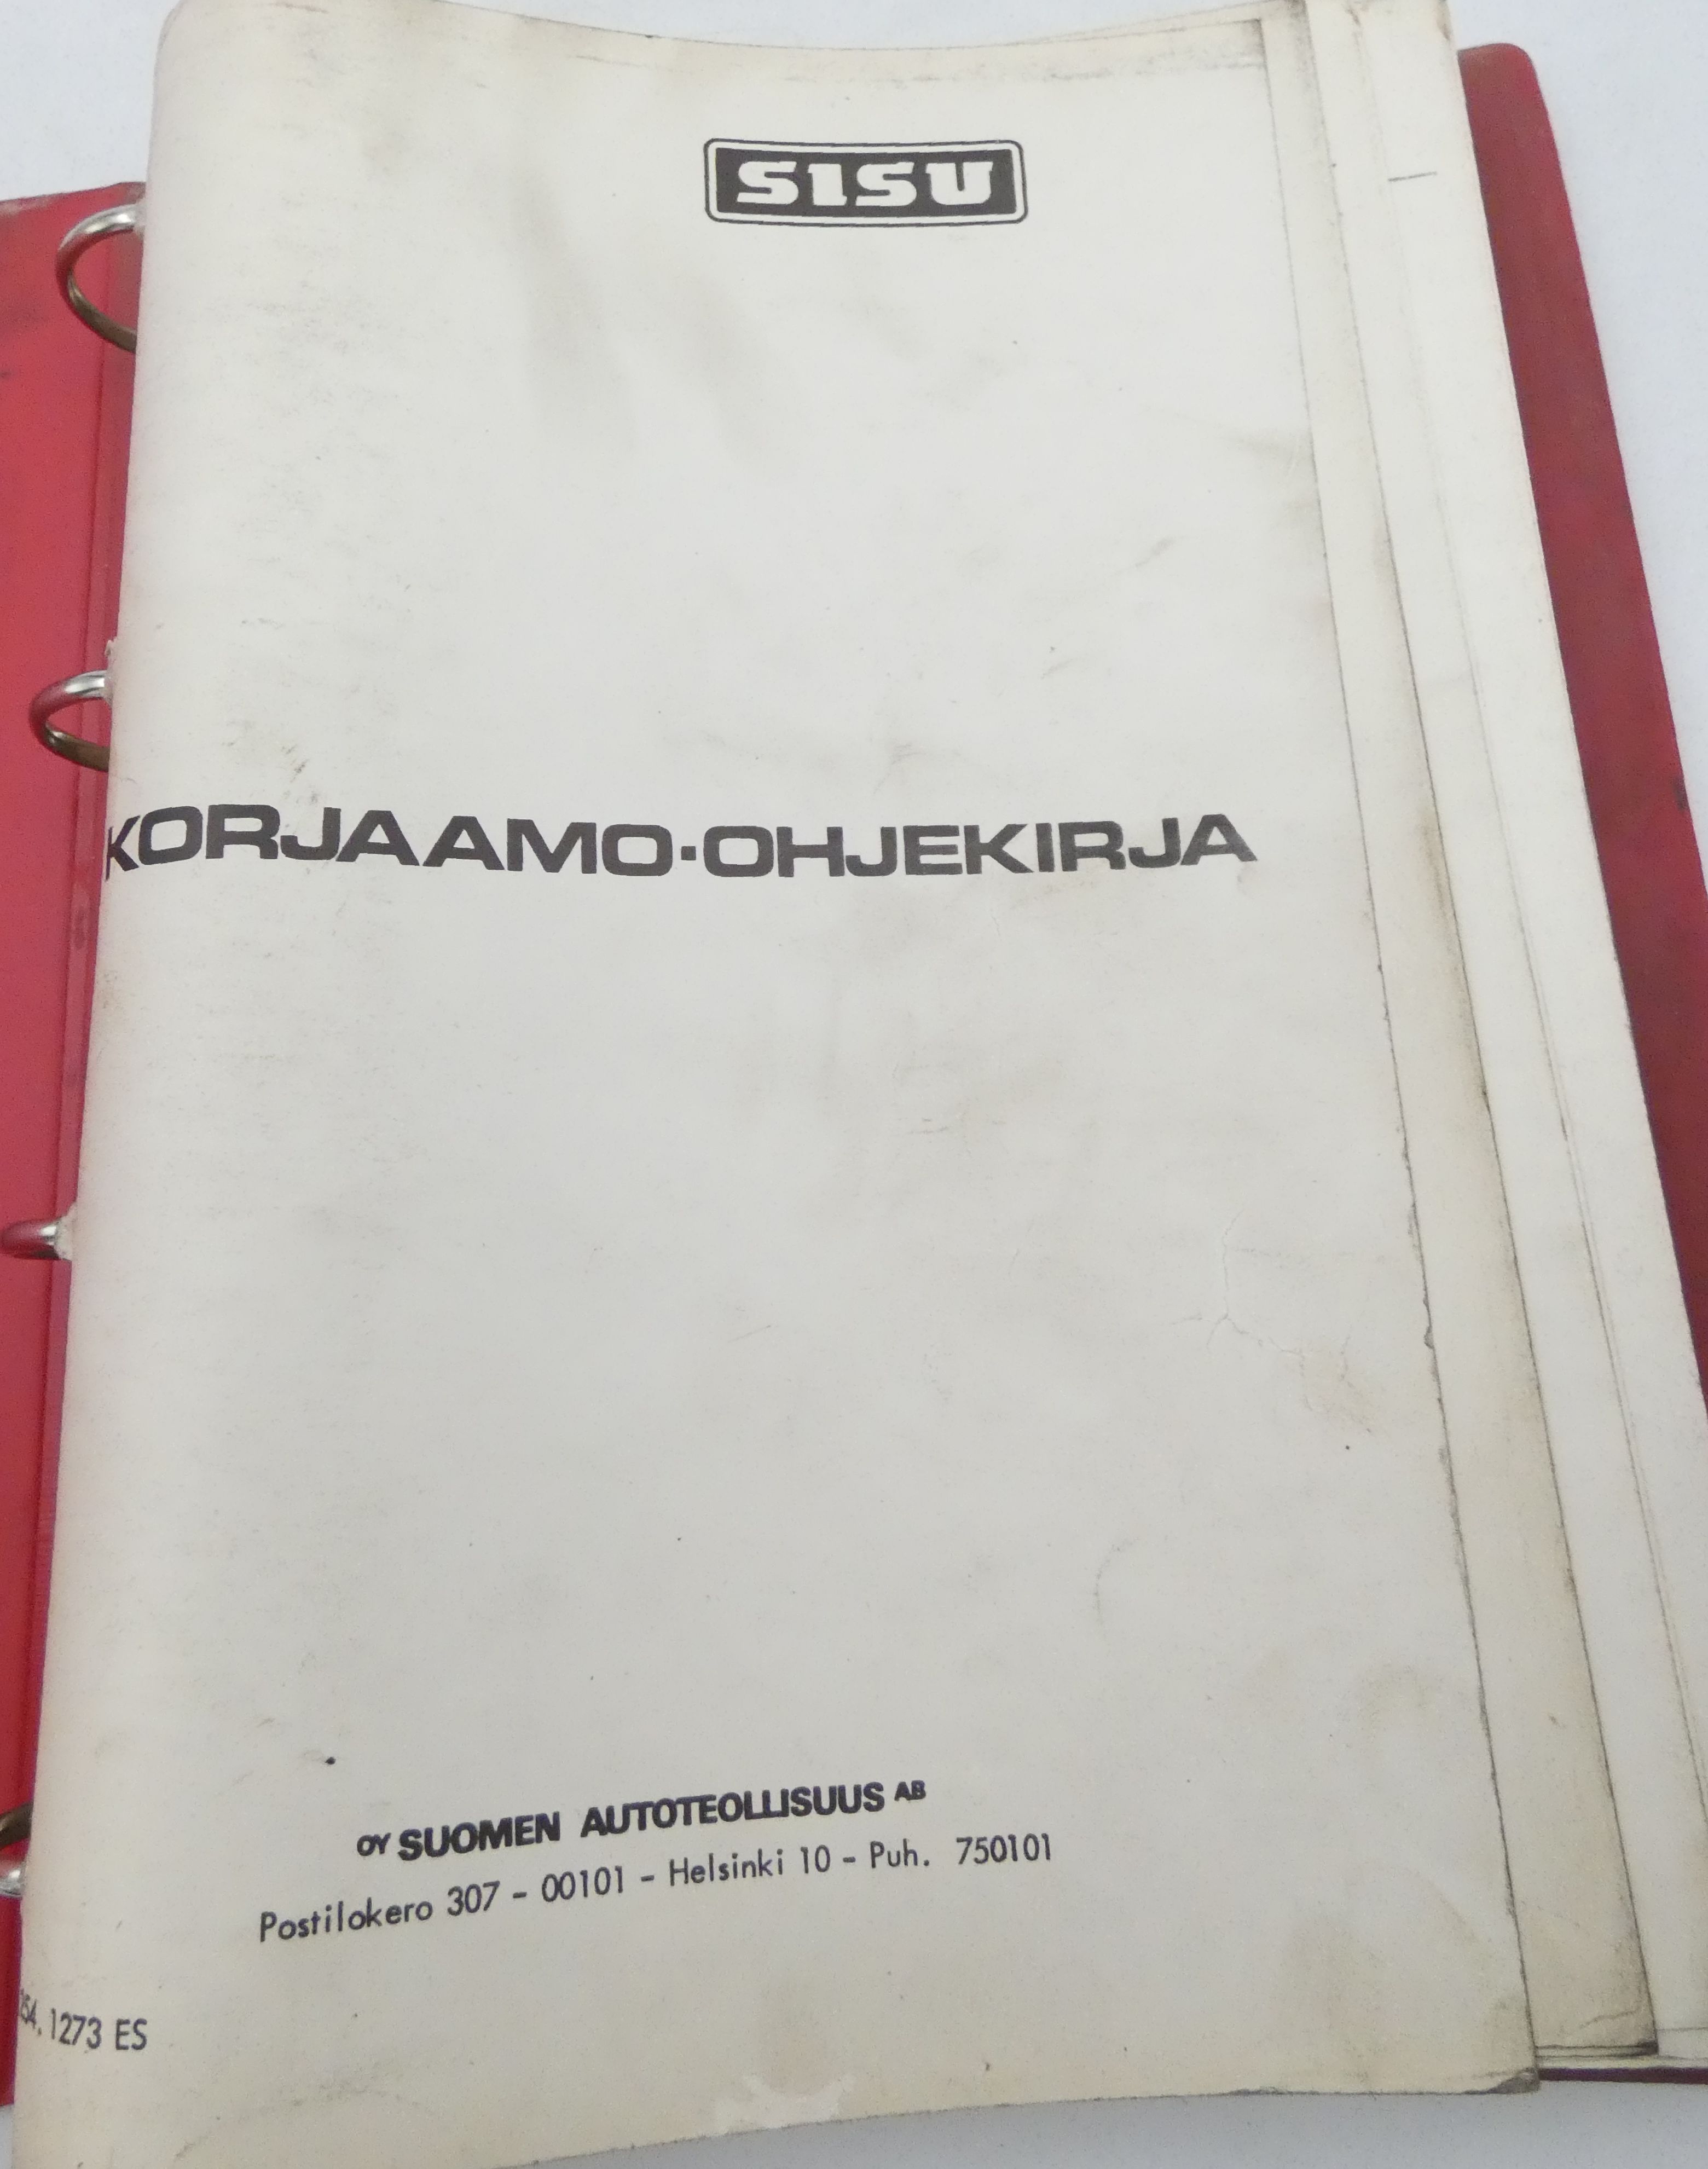 SISU
KORJAAMO·OHJEKIRJA
OY SUOMEN AUTOTEOLLISUUS AB
Postilokero 307 - 00101 - Helsinki 10 - Puh. 750101
1273 ES